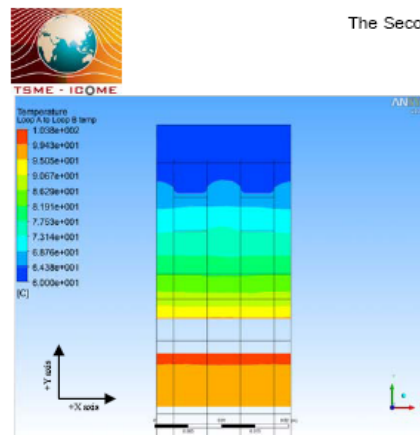 The Seco
TSME - ICOME
Temperature
Loop A to Loop B temp
1.038e+002
9.943e+001
9.505e+001
9.067e+001
8.629e+001
8.191e+001
7.753e+001
7.314e+001
6.876e+001
6.438e+001
6.000e+001
[C]
AN
+Y axis
+X axis